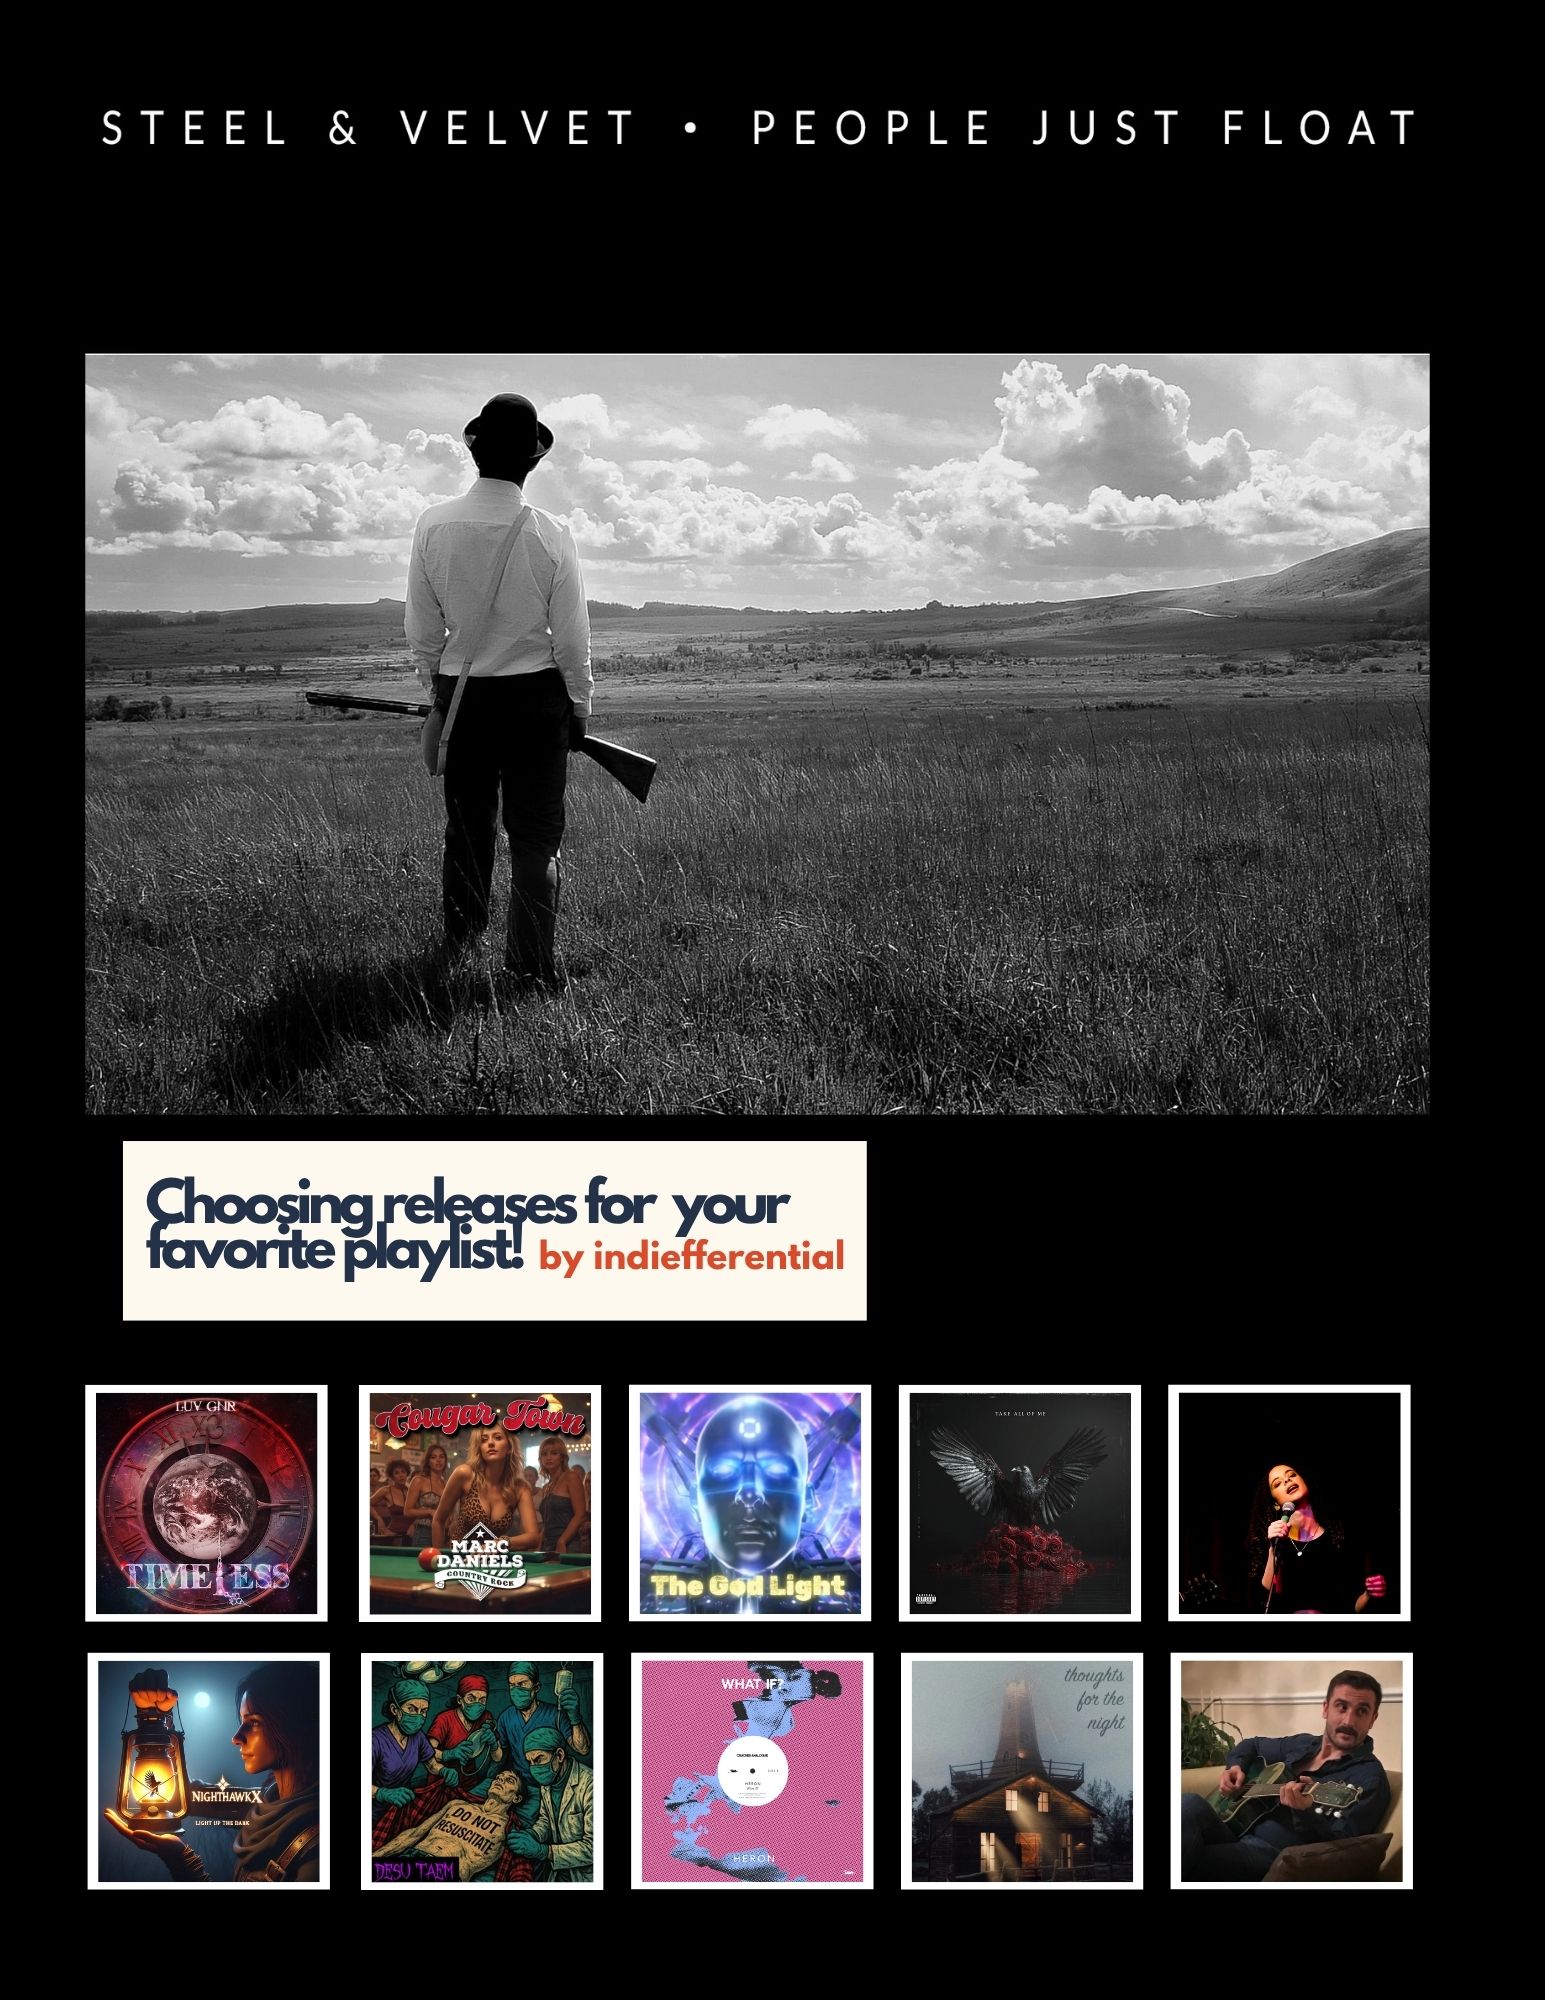 STEEL & VELVET • PEOPLE JUST FLOAT
Choosing releases for your
favorite playlist! by indiefferential
LUV GNR
TIMELESS
Cougar Town
MARC
DANIELS
COUNTRY ROCK
The God Light
TAKE ALL OF ME
NIGHTHAWKX
LIGHT UP THE DARK
DO NOT
RESUSCITATE
DESU TAEM
WHAT IF?
HERON
HERON
thoughts
for the
night